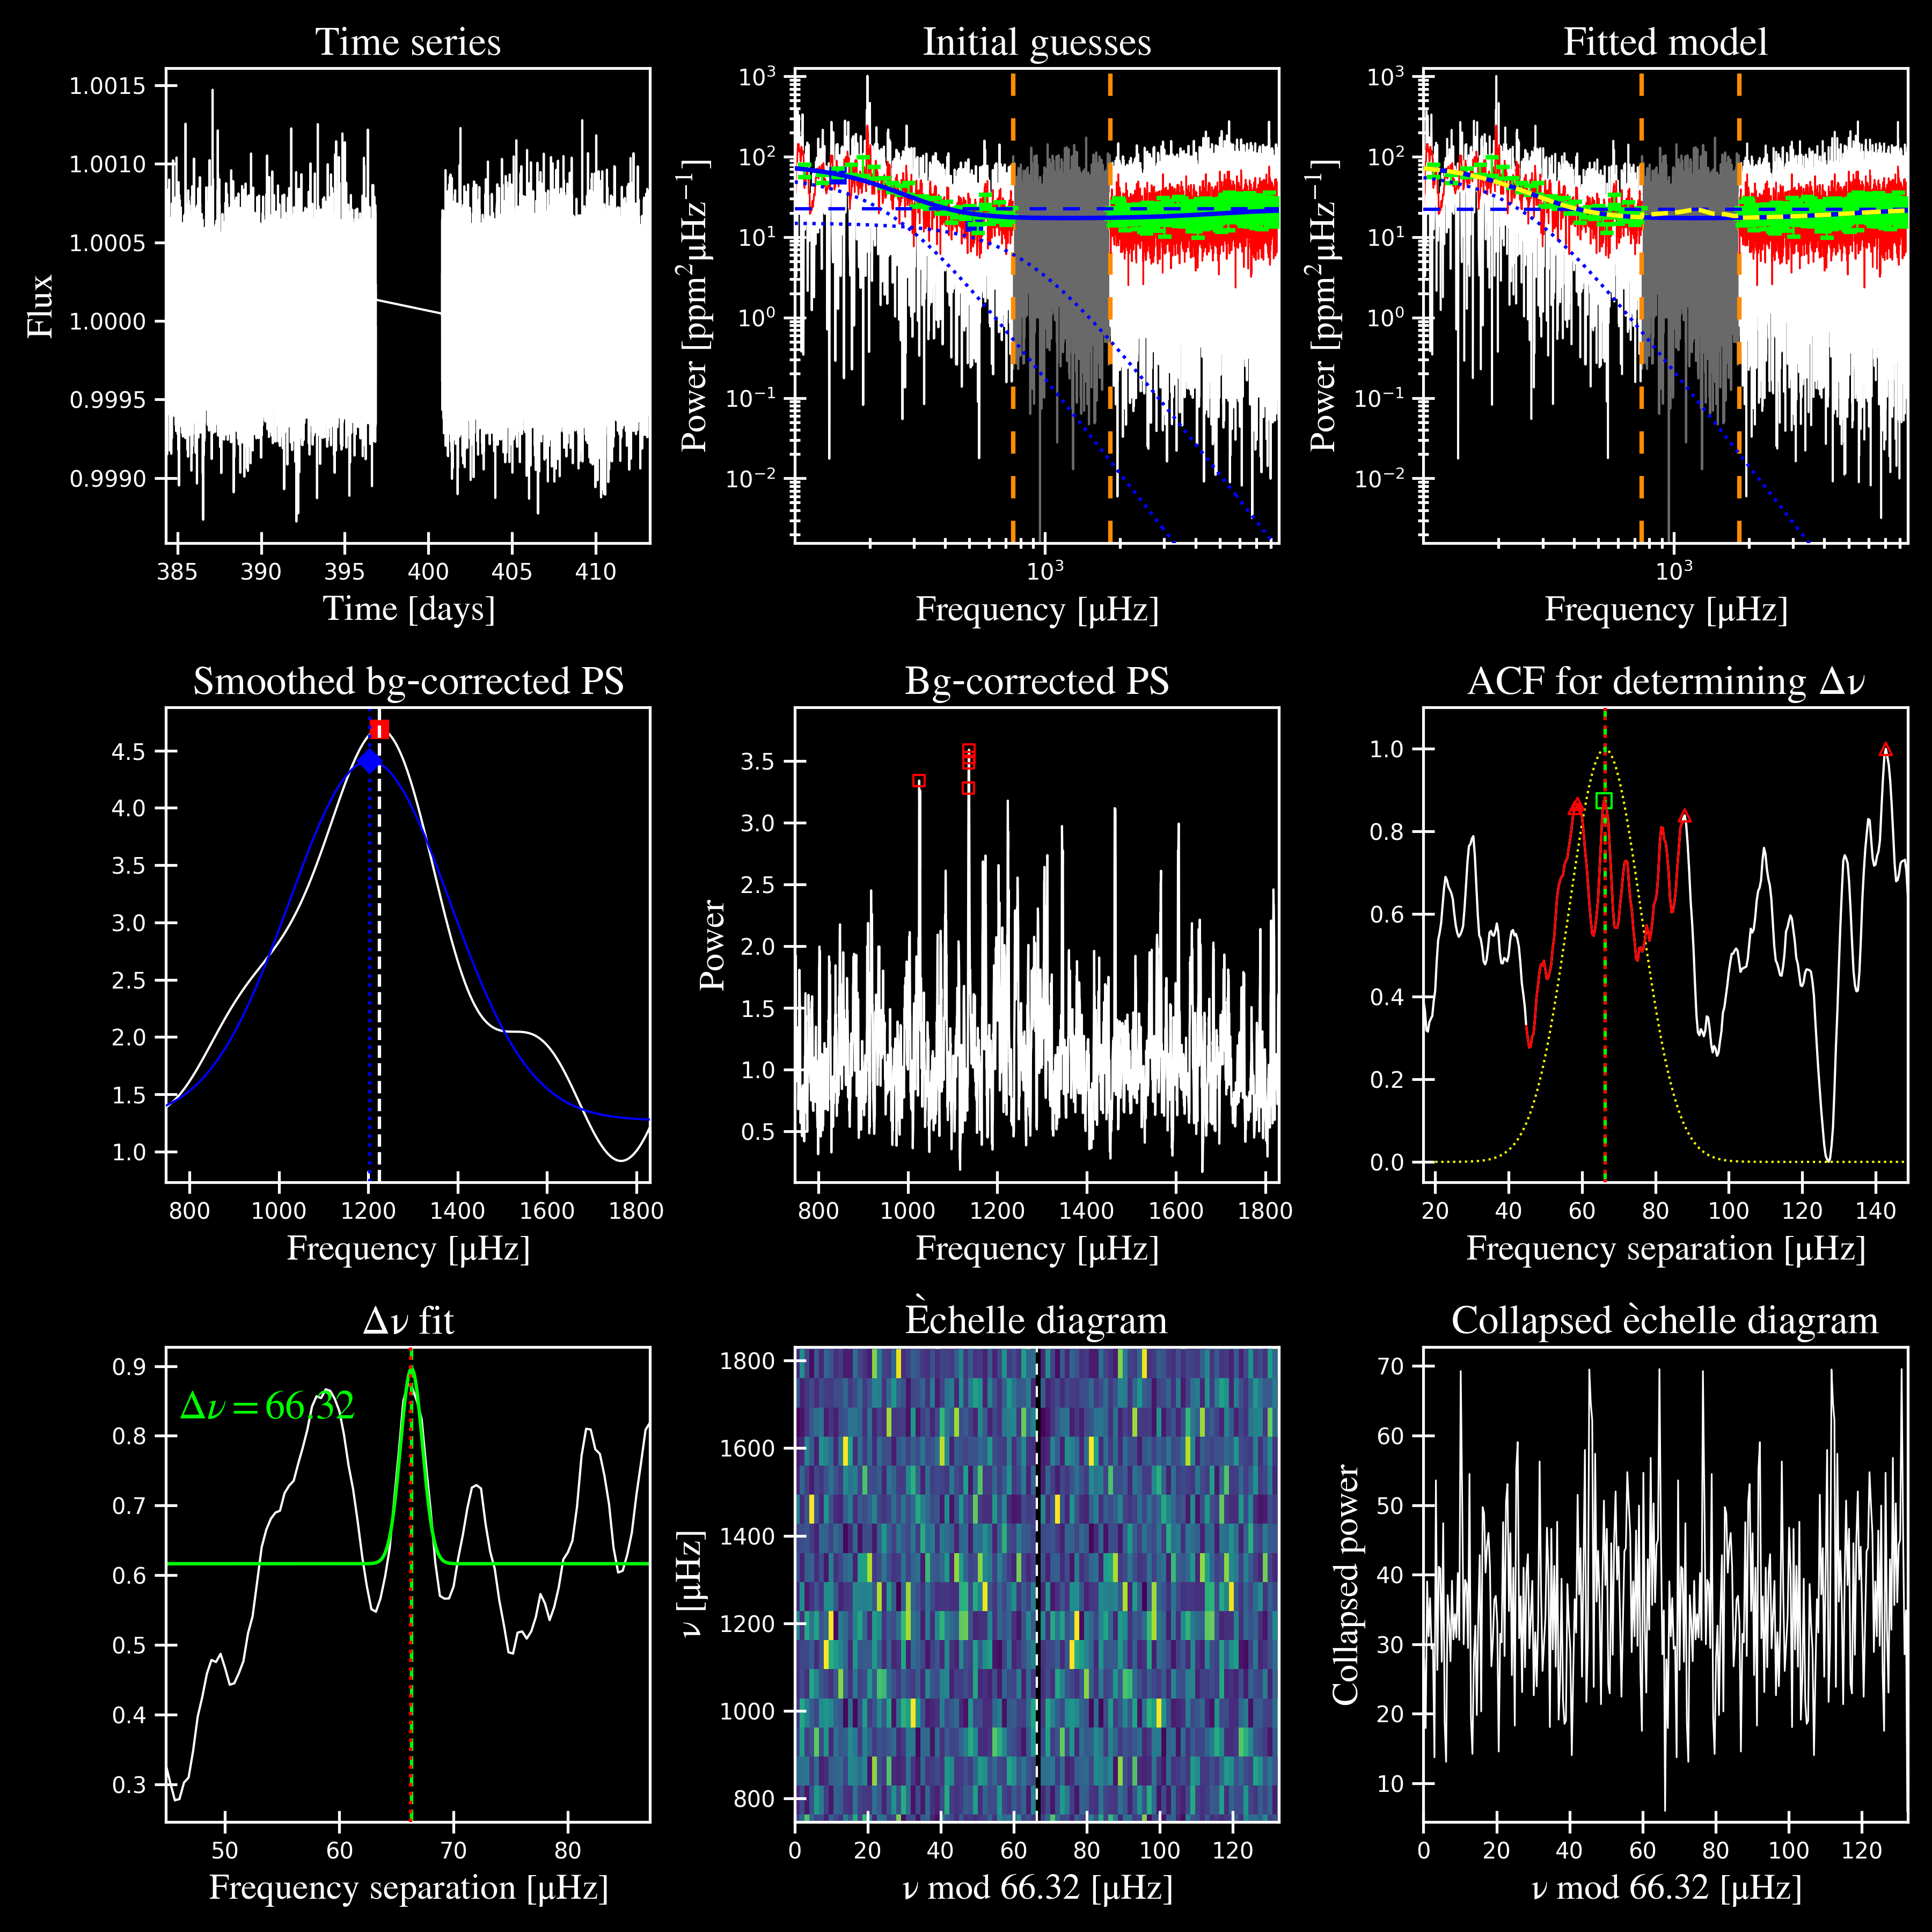 Time series
Initial guesses
Fitted model
1.0015
1.0010
1.0005
1.0000
0.9995
0.9990
Flux
385 390 395 400 405 410
Time [days]
10³
10²
10¹
10⁰
10⁻¹
10⁻²
Power [ppm²μHz⁻¹]
10³
Frequency [μHz]
10³
10²
10¹
10⁰
10⁻¹
10⁻²
Power [ppm²μHz⁻¹]
10³
Frequency [μHz]
Smoothed bg-corrected PS
Bg-corrected PS
ACF for determining Δν
4.5
4.0
3.5
3.0
2.5
2.0
1.5
1.0
800 1000 1200 1400 1600 1800
Frequency [μHz]
3.5
3.0
2.5
2.0
1.5
1.0
0.5
Power
800 1000 1200 1400 1600 1800
Frequency [μHz]
1.0
0.8
0.6
0.4
0.2
0.0
20 40 60 80 100 120 140
Frequency separation [μHz]
Δν fit
Èchelle diagram
Collapsed èchelle diagram
0.9
0.8
0.7
0.6
0.5
0.4
0.3
Δν = 66.32
50 60 70 80
Frequency separation [μHz]
1800
1600
1400
1200
1000
800
ν [μHz]
0 20 40 60 80 100 120
ν mod 66.32 [μHz]
70
60
50
40
30
20
10
Collapsed power
0 20 40 60 80 100 120
ν mod 66.32 [μHz]